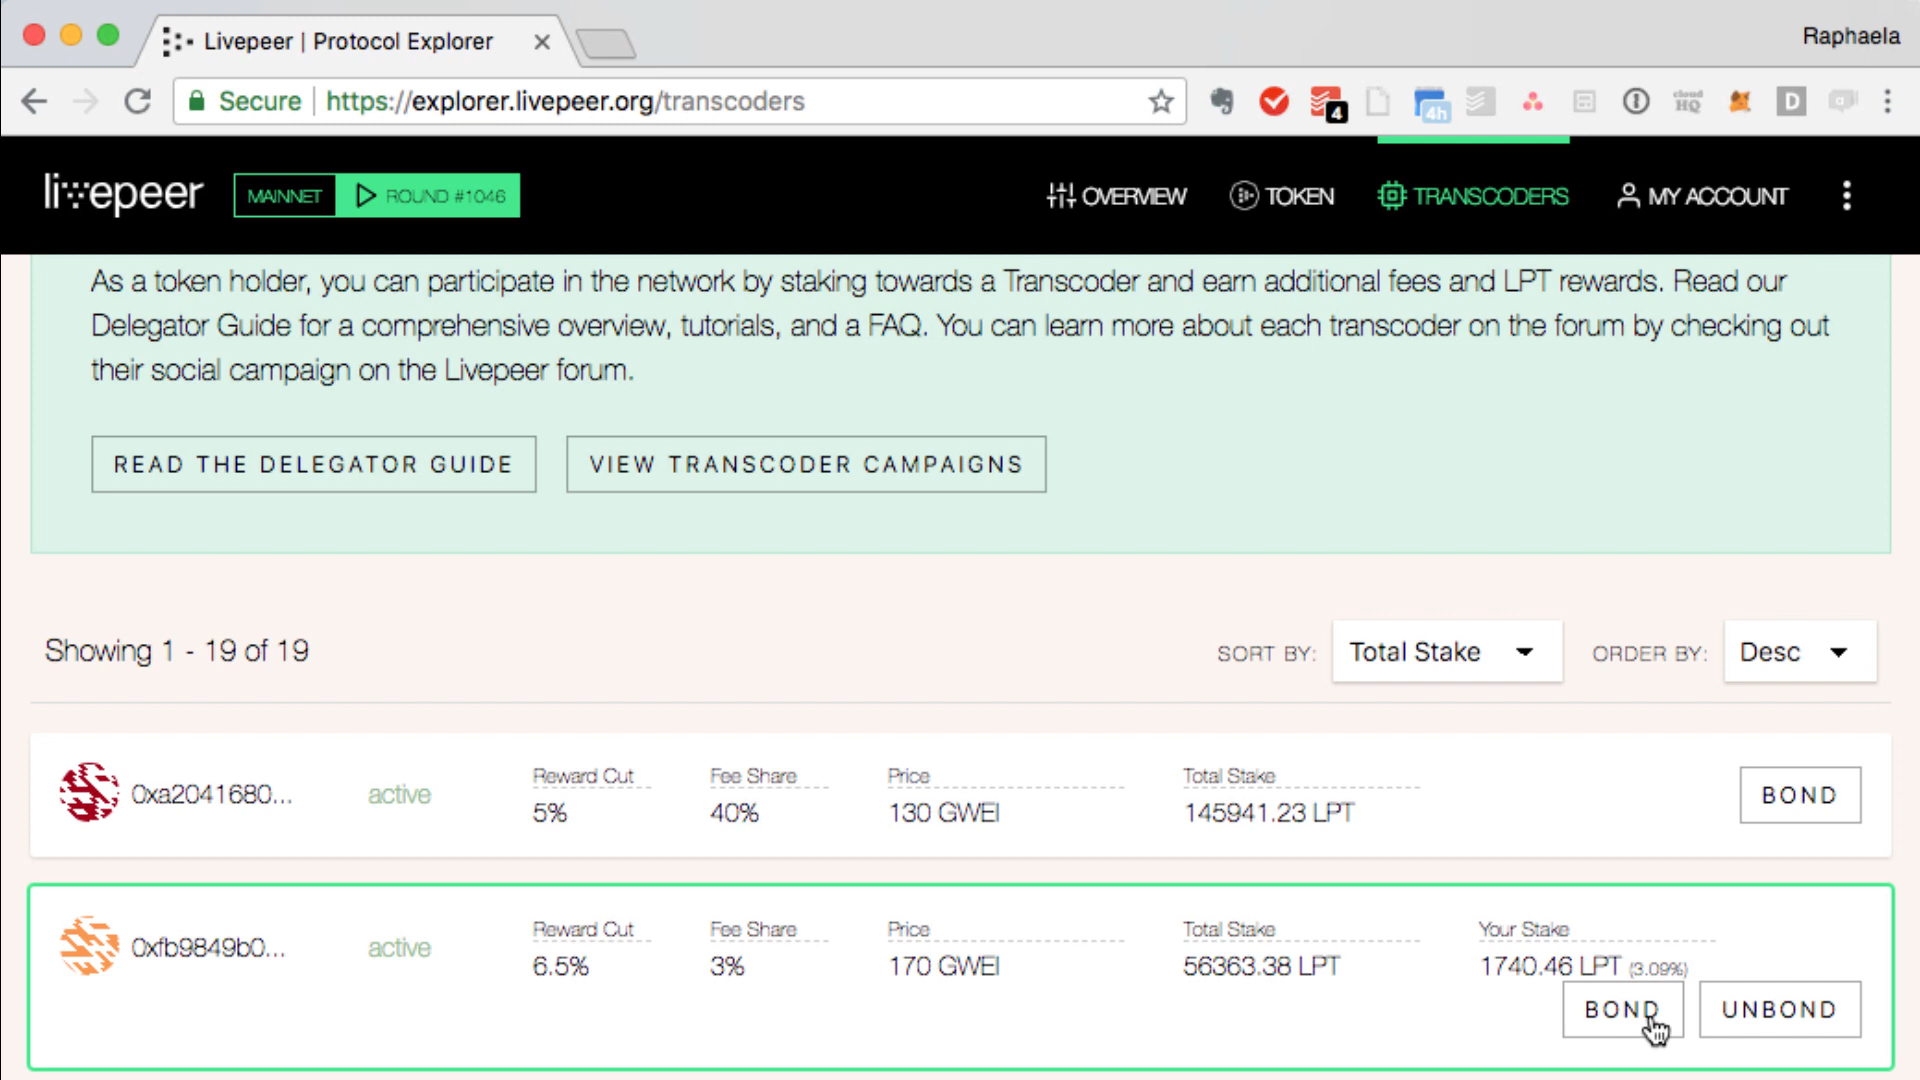 Livepeer | Protocol Explorer
Raphaela
Secure https://explorer.livepeer.org/transcoders
4
4h
cloud HQ
D
livepeer MAINNET ROUND #1046 OVERVIEW TOKEN TRANSCODERS MY ACCOUNT
As a token holder, you can participate in the network by staking towards a Transcoder and earn additional fees and LPT rewards. Read our
Delegator Guide for a comprehensive overview, tutorials, and a FAQ. You can learn more about each transcoder on the forum by checking out
their social campaign on the Livepeer forum.
READ THE DELEGATOR GUIDE VIEW TRANSCODER CAMPAIGNS
Showing 1 - 19 of 19 SORT BY: Total Stake ORDER BY: Desc
Reward Cut Fee Share Price Total Stake
0xa2041680... active 5% 40% 130 GWEI 145941.23 LPT BOND
Reward Cut Fee Share Price Total Stake Your Stake
0xfb9849b0... active 6.5% 3% 170 GWEI 56363.38 LPT 1740.46 LPT (3.09%)
BOND UNBOND